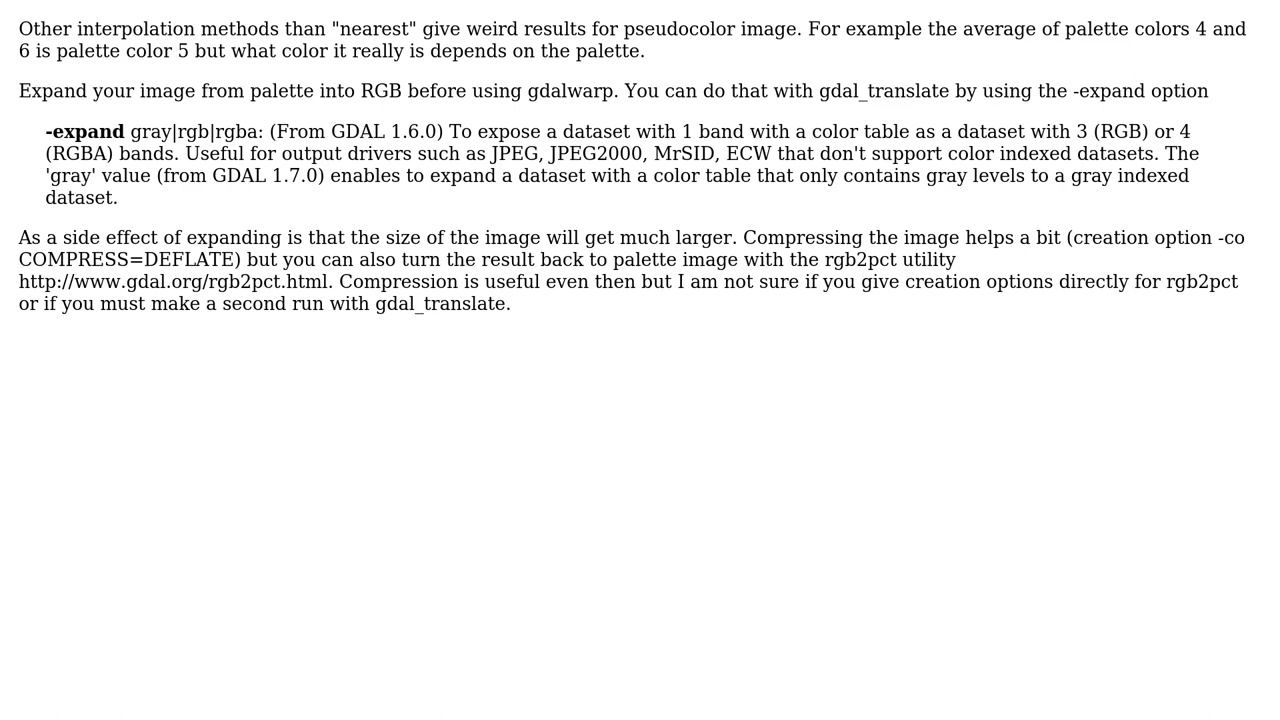 Other interpolation methods than "nearest" give weird results for pseudocolor image. For example the average of palette colors 4 and
6 is palette color 5 but what color it really is depends on the palette.
Expand your image from palette into RGB before using gdalwarp. You can do that with gdal_translate by using the -expand option
-expand gray|rgb|rgba: (From GDAL 1.6.0) To expose a dataset with 1 band with a color table as a dataset with 3 (RGB) or 4
(RGBA) bands. Useful for output drivers such as JPEG, JPEG2000, MrSID, ECW that don't support color indexed datasets. The
'gray' value (from GDAL 1.7.0) enables to expand a dataset with a color table that only contains gray levels to a gray indexed
dataset.
As a side effect of expanding is that the size of the image will get much larger. Compressing the image helps a bit (creation option -co
COMPRESS=DEFLATE) but you can also turn the result back to palette image with the rgb2pct utility
http://www.gdal.org/rgb2pct.html. Compression is useful even then but I am not sure if you give creation options directly for rgb2pct
or if you must make a second run with gdal_translate.